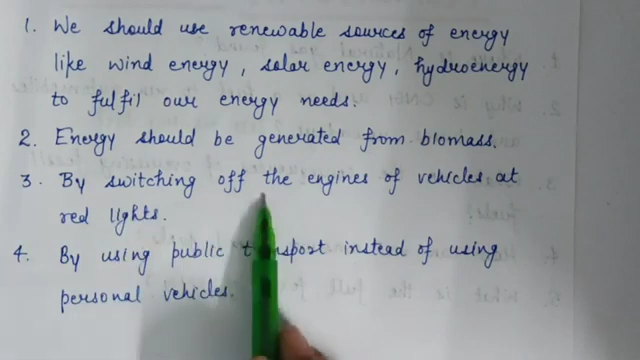 1. We should use renewable sources of energy
like wind energy, solar energy, hydroenergy
to fulfil our energy needs.
2. Energy should be generated from biomass.
3. By switching off the engines of vehicles at
red lights.
4. By using public transport instead of using
personal vehicles.